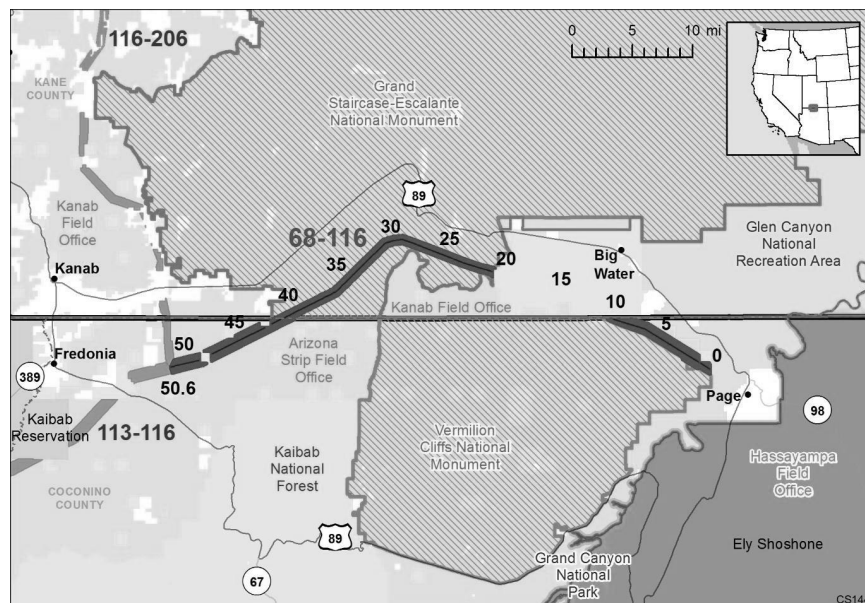 116-206
0 5 10 mi
KANE
COUNTY
Grand
Staircase-Escalante
National Monument
89
Kanab
Field
Office
Glen Canyon
National
Recreation Area
68-116
30
25
20
Big
Water
15
35
Kanab
Kanab Field Office
40
10
45
5
50
Arizona
Strip Field
Office
0
Fredonia
50.6
389
Page
98
Kaibab
Reservation
113-116
Vermilion
Cliffs National
Monument
Kaibab
National
Forest
Hassayampa
Field
Office
COCONINO
COUNTY
89
Ely Shoshone
Grand Canyon
National
Park
67